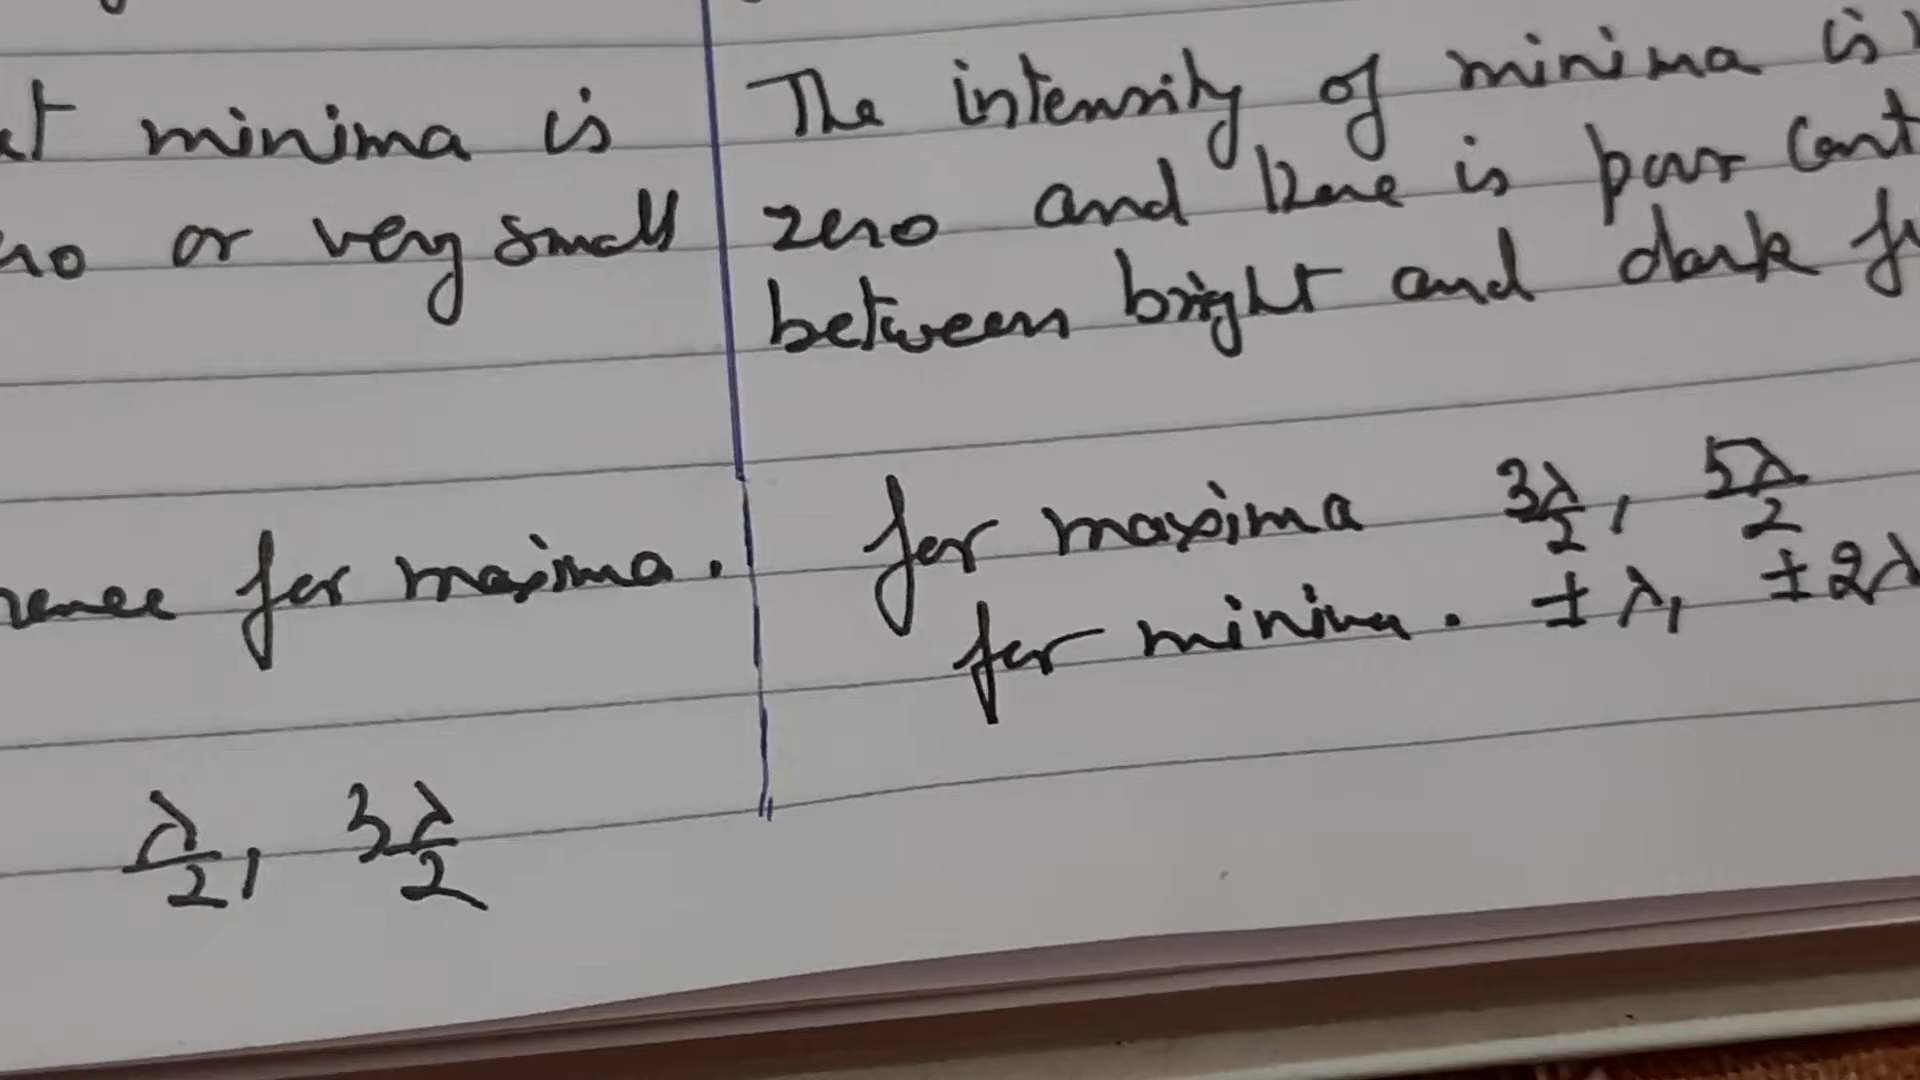 at minima is
or very small
The intensity of minima is
zero and there is poor
between bright and dark
for maxima.
for maxima 3λ/2, 5λ/2
for minima. ± λ, ± 2λ
λ/2, 3λ/2